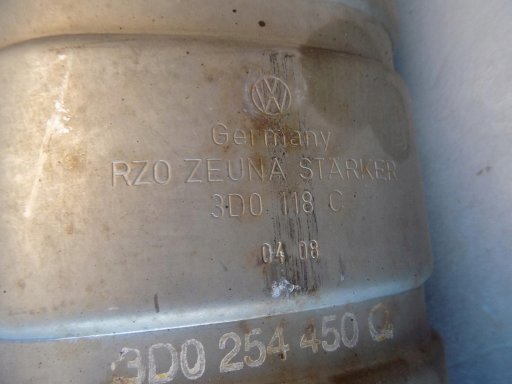 VW
Germany
RZO ZEUNA STARKER
3D0 118 C
04 08
3D0 254 450